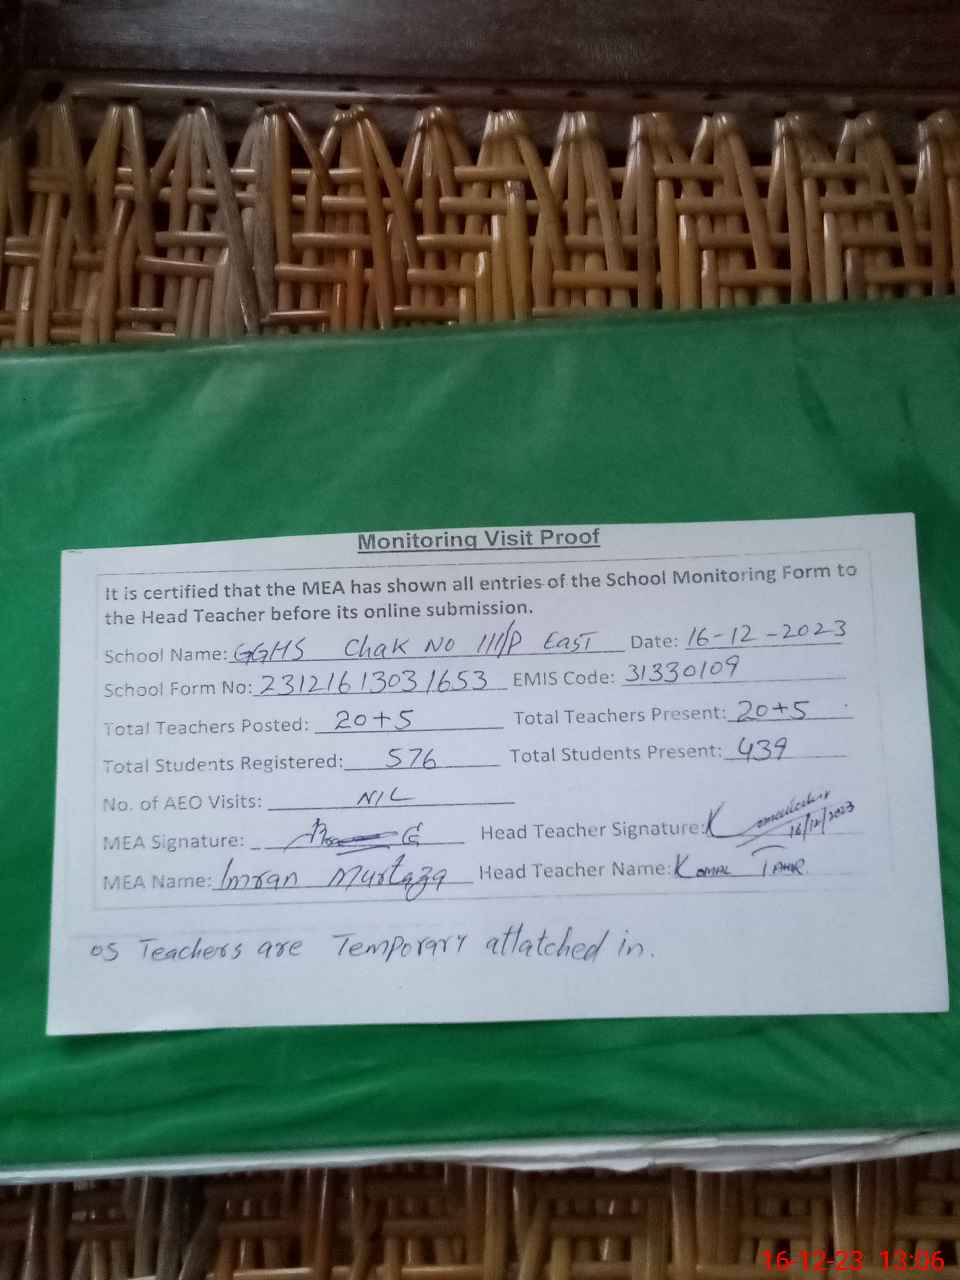 Monitoring Visit Proof
It is certified that the MEA has shown all entries of the School Monitoring Form to
the Head Teacher before its online submission.
School Name: GGHS Chak No 111/P East Date: 16-12-2023
School Form No: 23121613031653 EMIS Code: 31330109
Total Teachers Posted: 20+5 Total Teachers Present: 20+5
Total Students Registered: 576 Total Students Present: 439
No. of AEO Visits: NIL
MEA Signature: Head Teacher Signature: 16/12/2023
MEA Name: Imran Murtaza Head Teacher Name: Komal Tahir
05 Teachers are Temporary attatched in.
16-12-23 13:06